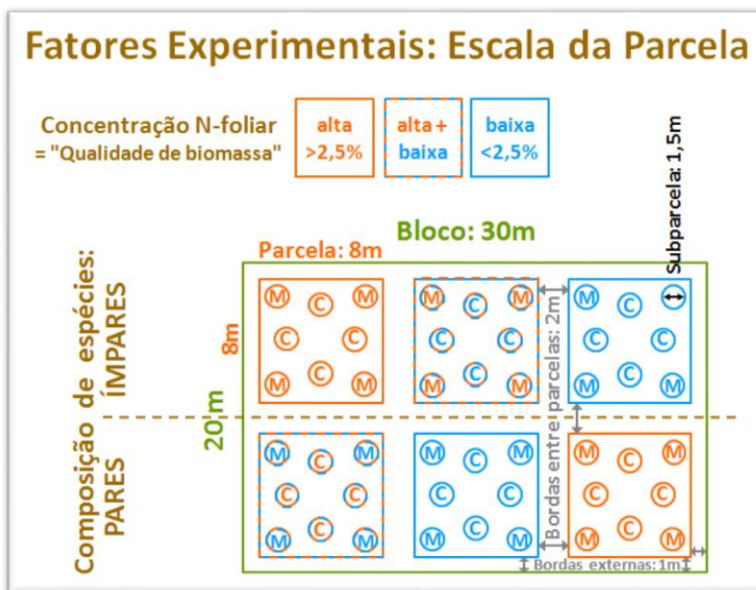 Fatores Experimentais: Escala da Parcela
Concentração N-foliar
= "Qualidade de biomassa"
alta
>2,5%
alta +
baixa
baixa
<2,5%
Subparcela: 1,5m
Bloco: 30m
Parcela: 8m
8m
20 m
Composição de espécies:
ÍMPARES
PARES
M C M M C M M C
C C C C C C
M C M M C M M C M
Bordas entre parcelas: 2m
M C M M C M M C M
C C C C C C
M C M M C M M C M
Bordas externas:1m